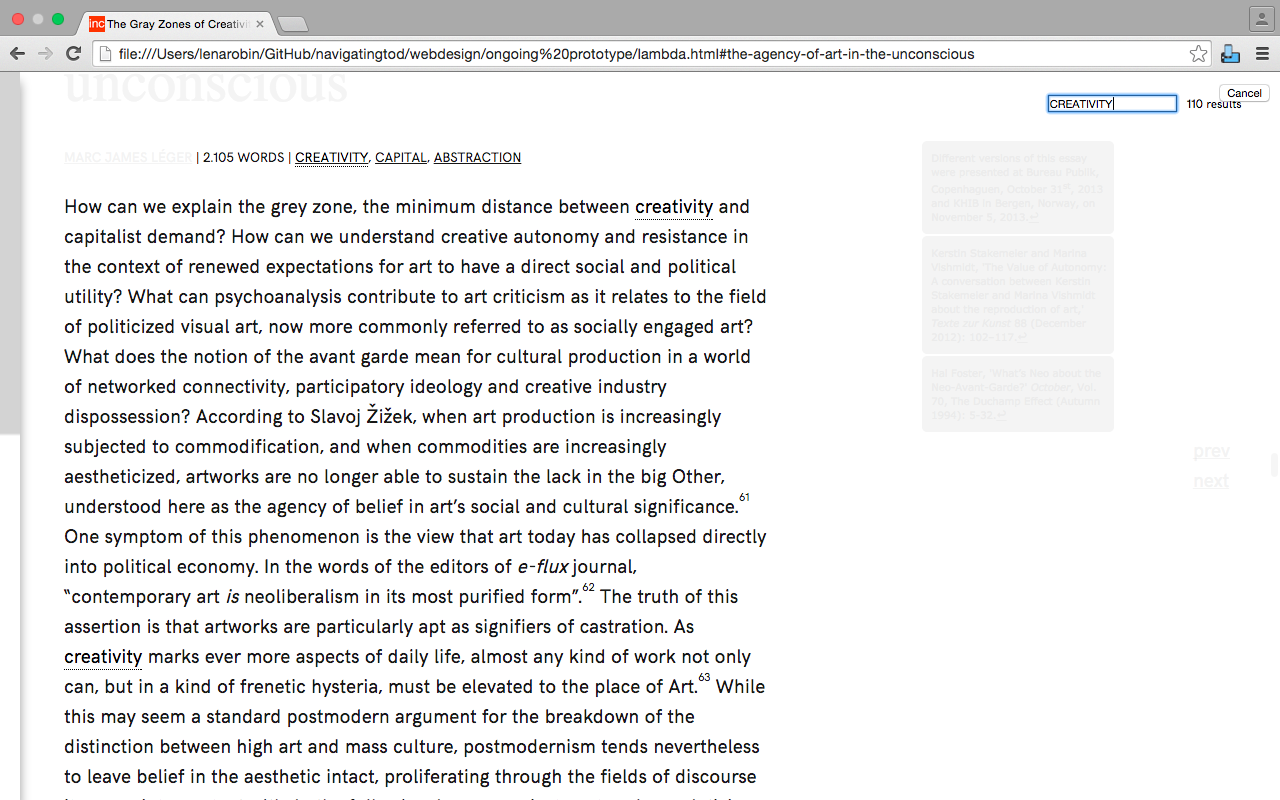 inc The Gray Zones of Creativi
file:///Users/lenarobin/GitHub/navigatingtod/webdesign/ongoing%20prototype/lambda.html#the-agency-of-art-in-the-unconscious
unconscious
CREATIVITY
110 results
Cancel
MARC JAMES LÉGER | 2.105 WORDS | CREATIVITY, CAPITAL, ABSTRACTION
How can we explain the grey zone, the minimum distance between creativity and
capitalist demand? How can we understand creative autonomy and resistance in
the context of renewed expectations for art to have a direct social and political
utility? What can psychoanalysis contribute to art criticism as it relates to the field
of politicized visual art, now more commonly referred to as socially engaged art?
What does the notion of the avant garde mean for cultural production in a world
of networked connectivity, participatory ideology and creative industry
dispossession? According to Slavoj Žižek, when art production is increasingly
subjected to commodification, and when commodities are increasingly
aestheticized, artworks are no longer able to sustain the lack in the big Other,
understood here as the agency of belief in art’s social and cultural significance.61
One symptom of this phenomenon is the view that art today has collapsed directly
into political economy. In the words of the editors of e-flux journal,
“contemporary art is neoliberalism in its most purified form”.62 The truth of this
assertion is that artworks are particularly apt as signifiers of castration. As
creativity marks ever more aspects of daily life, almost any kind of work not only
can, but in a kind of frenetic hysteria, must be elevated to the place of Art.63 While
this may seem a standard postmodern argument for the breakdown of the
distinction between high art and mass culture, postmodernism tends nevertheless
to leave belief in the aesthetic intact, proliferating through the fields of discourse
Different versions of this essay
were presented at Bureau Publik,
Copenhaguen, October 31st, 2013
and KHIB in Bergen, Norway, on
November 5, 2013.↩
Kerstin Stakemeier and Marina
Vishmidt, ‘The Value of Autonomy:
A conversation between Kerstin
Stakemeier and Marina Vishmidt
about the reproduction of art,’
Texte zur Kunst 88 (December
2012): 102–117.↩
Hal Foster, ‘What’s Neo about the
Neo-Avant-Garde?’ October, Vol.
70, The Duchamp Effect (Autumn
1994): 5-32.↩
prev
next